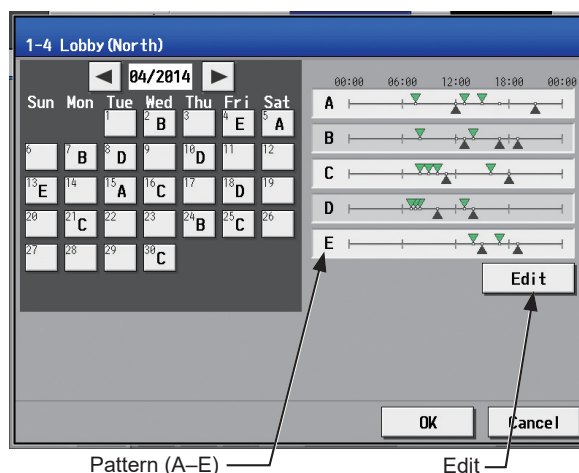 1-4 Lobby(North)
04/2014
00:00 06:00 12:00 18:00 00:00
Sun Mon Tue Wed Thu Fri Sat
1 2 B 3 4 E 5 A
6 7 B 8 D 9 10 D 11 12
13 E 14 15 A 16 C 17 18 D 19
20 21 C 22 23 24 B 25 C 26
27 28 29 30 C
A
B
C
D
E
Edit
OK Cancel
Pattern (A–E) Edit